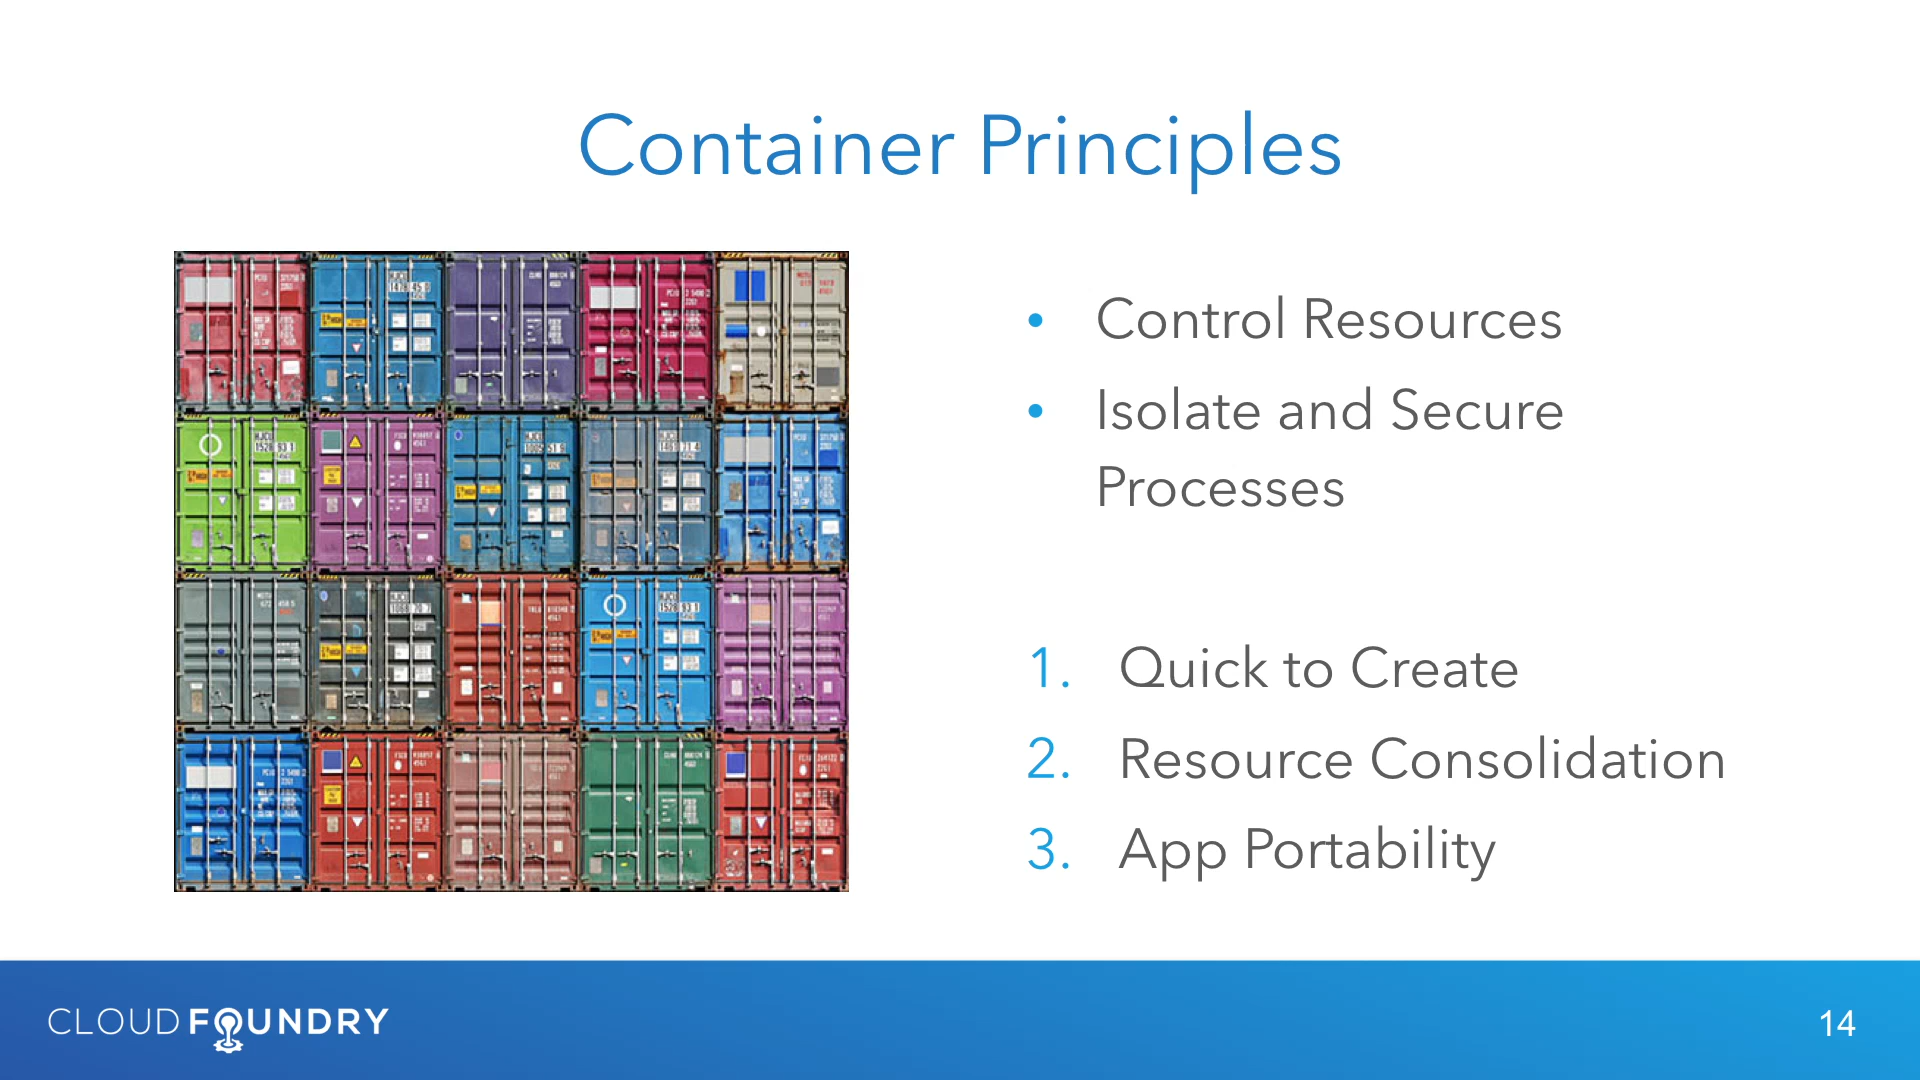 Container Principles
• Control Resources
• Isolate and Secure
Processes
1. Quick to Create
2. Resource Consolidation
3. App Portability
CLOUD FOUNDRY
14